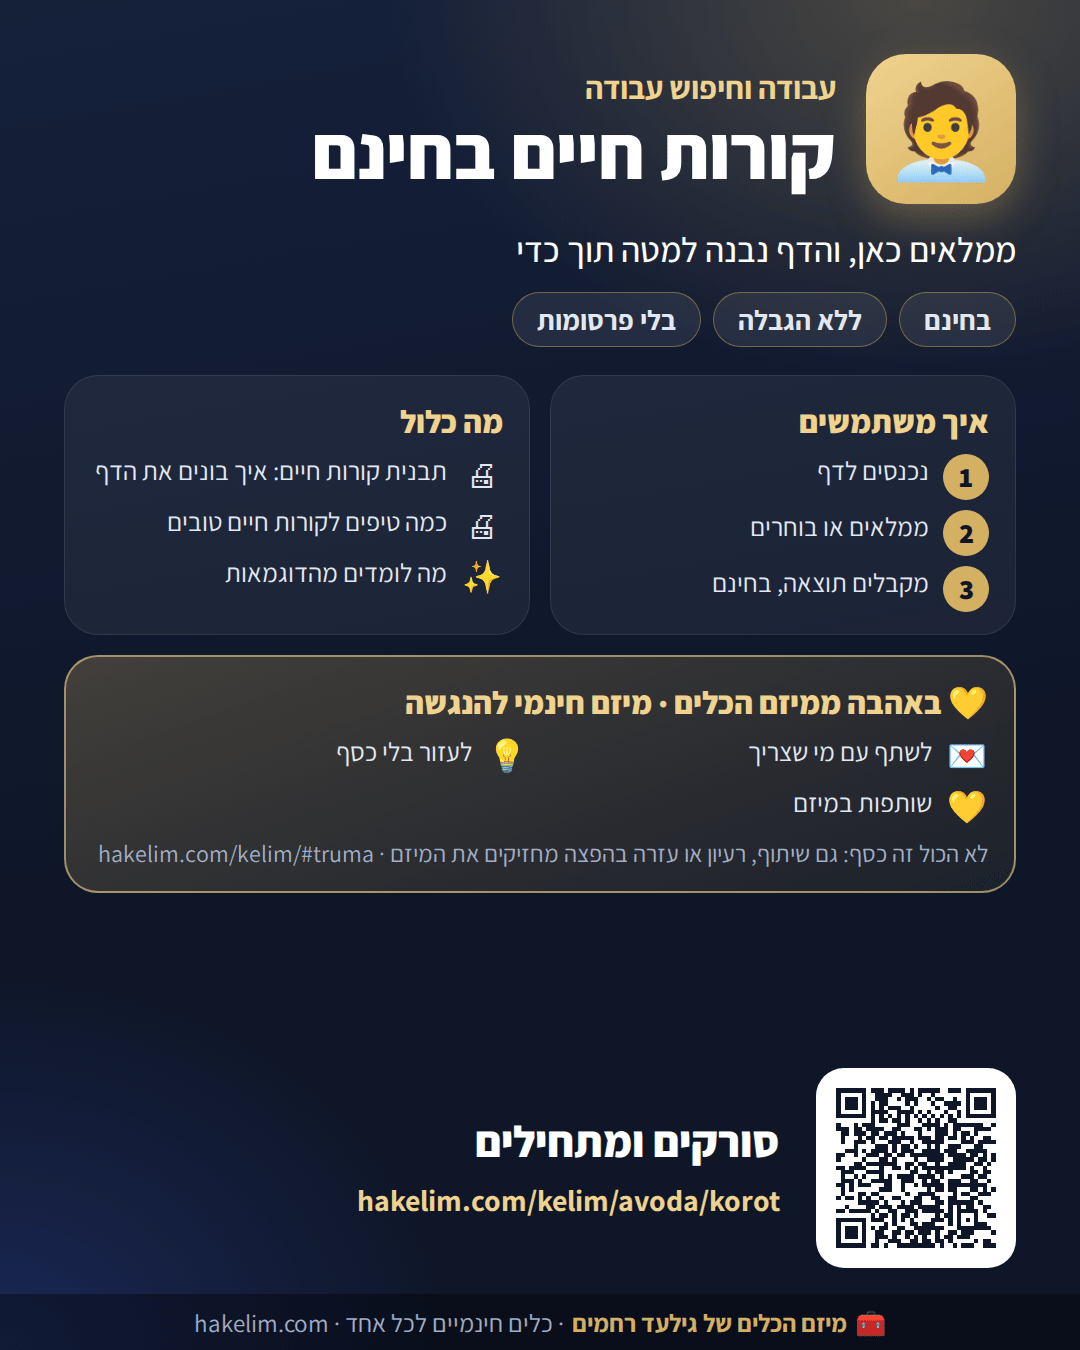 עבודה וחיפוש עבודה
קורות חיים בחינם
ממלאים כאן, והדף נבנה למטה תוך כדי
בחינם
ללא הגבלה
בלי פרסומות
איך משתמשים
1 נכנסים לדף
2 ממלאים או בוחרים
3 מקבלים תוצאה, בחינם
מה כלול
תבנית קורות חיים: איך בונים את הדף
כמה טיפים לקורות חיים טובים
מה לומדים מהדוגמאות
באהבה ממיזם הכלים · מיזם חינמי להנגשה
לשתף עם מי שצריך
לעזור בלי כסף
שותפות במיזם
לא הכול זה כסף: גם שיתוף, רעיון או עזרה בהפצה מחזיקים את המיזם · hakelim.com/kelim/#truma
סורקים ומתחילים
hakelim.com/kelim/avoda/korot
מיזם הכלים של גילעד רחמים · כלים חינמיים לכל אחד · hakelim.com